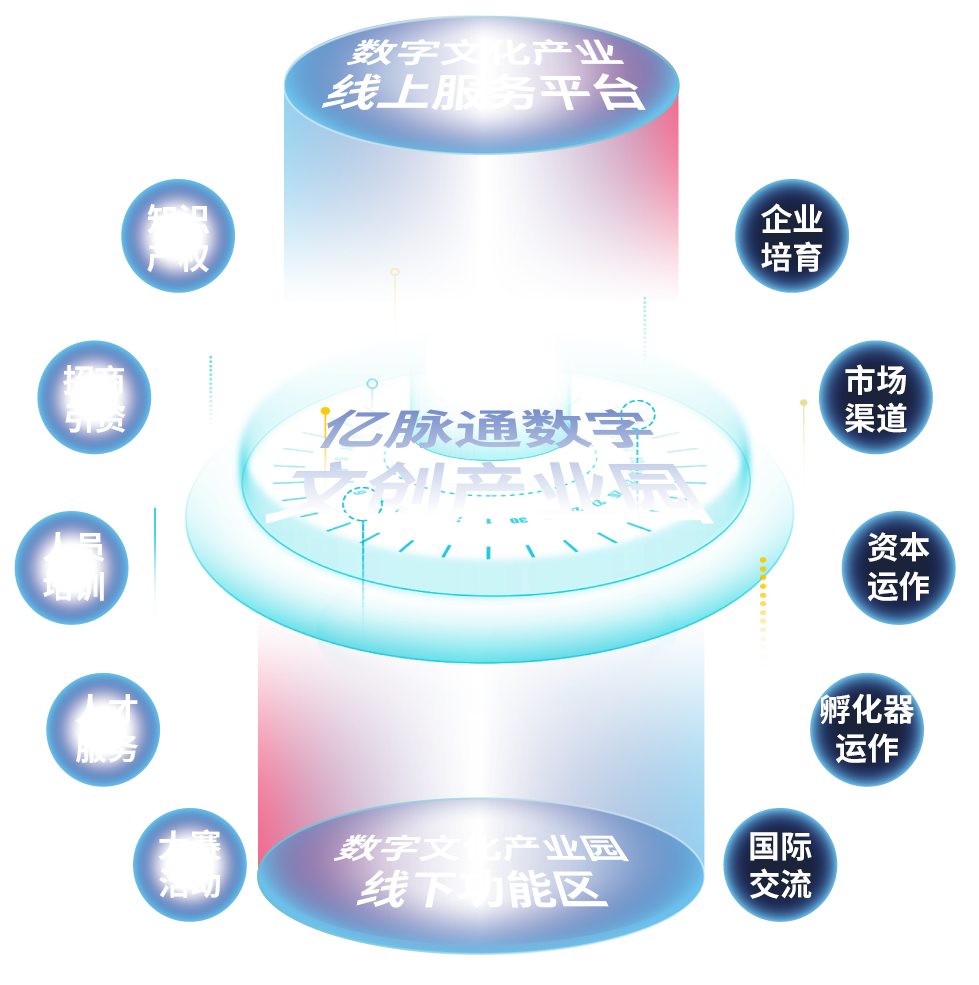 数字文化产业
线上服务平台
知识
产权
企业
培育
招商
引资
市场
渠道
亿脉通数字
文创产业园
人员
培训
资本
运作
人才
服务
孵化器
运作
大赛
活动
国际
交流
数字文化产业园
线下功能区